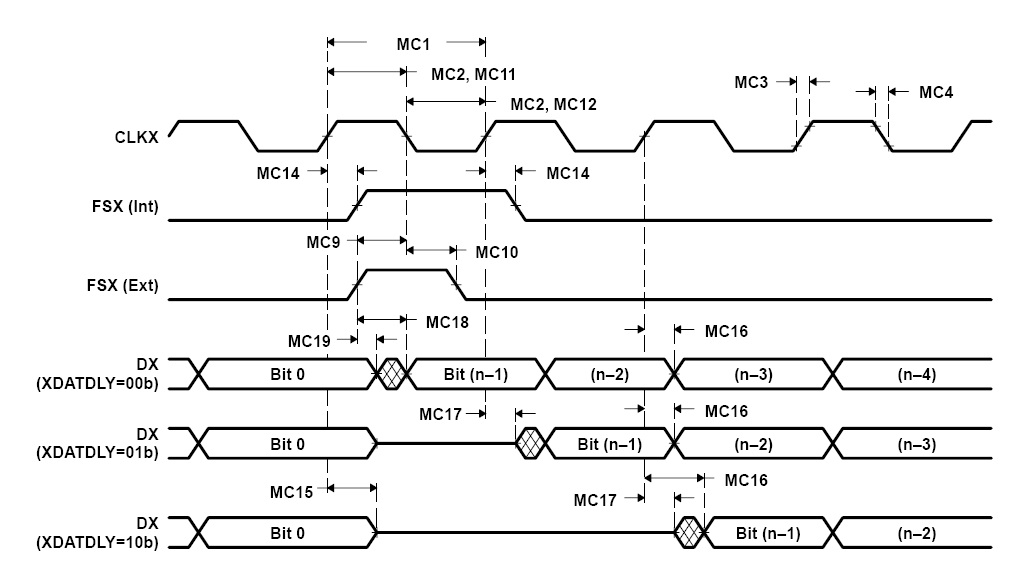 MC1
MC2, MC11
MC3
MC4
MC2, MC12
CLKX
MC14
MC14
FSX (Int)
MC9
MC10
FSX (Ext)
MC18
MC16
MC19
DX
(XDATDLY=00b)
Bit 0
Bit (n–1)
(n–2)
(n–3)
(n–4)
MC17
MC16
DX
(XDATDLY=01b)
Bit 0
Bit (n–1)
(n–2)
(n–3)
MC15
MC17
MC16
DX
(XDATDLY=10b)
Bit 0
Bit (n–1)
(n–2)